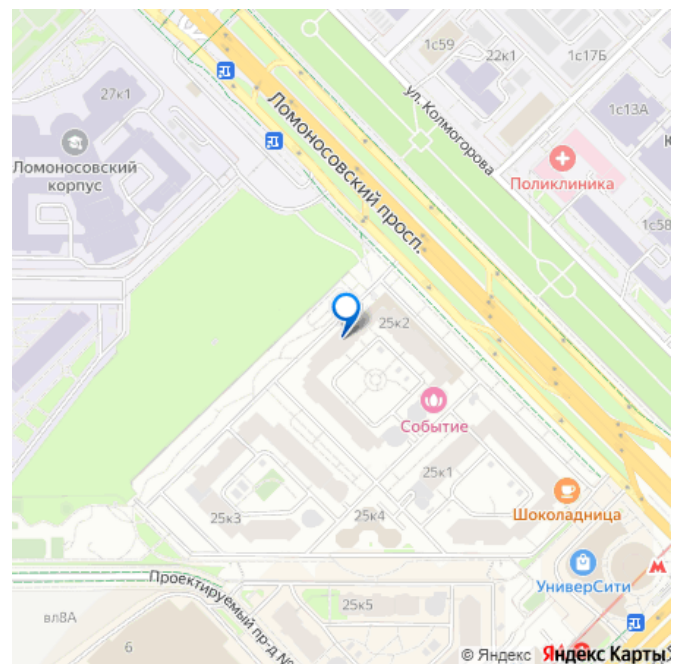 1с59
22к1
1с17Б
27к1
ул. Колмогорова
1с13А
Ломоносовский просп.
Ломоносовский
корпус
Поликлиника
1с58
25к2
Событие
25к1
25к3
25к4
Шоколадница
УниверСити
Проектируемый пр-д №
25к5
вл8А
6
© Яндекс Яндекс Карты